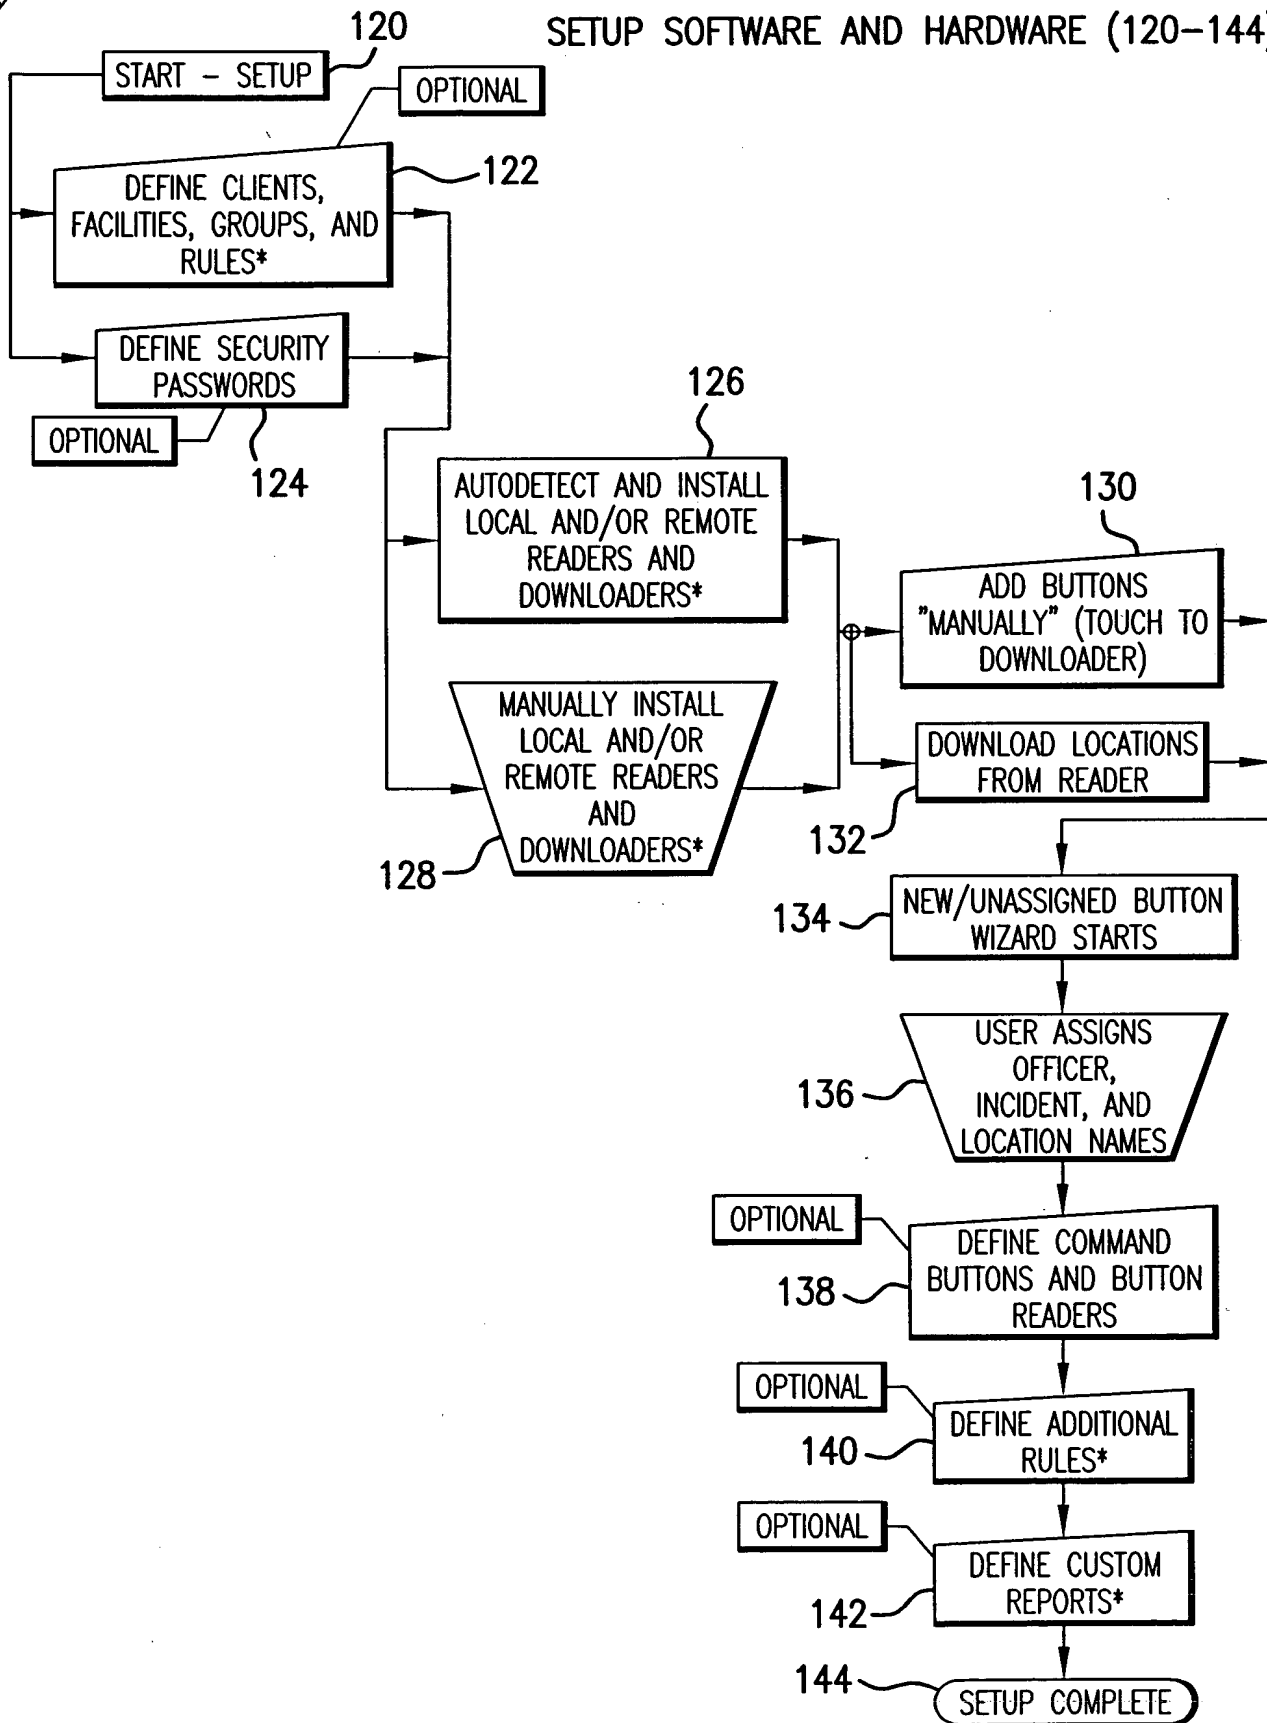 SETUP SOFTWARE AND HARDWARE (120-144)
120
START - SETUP
OPTIONAL
122
DEFINE CLIENTS,
FACILITIES, GROUPS, AND
RULES*
DEFINE SECURITY
PASSWORDS
OPTIONAL
124
126
AUTODETECT AND INSTALL
LOCAL AND/OR REMOTE
READERS AND
DOWNLOADERS*
128
MANUALLY INSTALL
LOCAL AND/OR
REMOTE READERS
AND
DOWNLOADERS*
130
ADD BUTTONS
"MANUALLY" (TOUCH TO
DOWNLOADER)
DOWNLOAD LOCATIONS
FROM READER
132
134
NEW/UNASSIGNED BUTTON
WIZARD STARTS
136
USER ASSIGNS
OFFICER,
INCIDENT, AND
LOCATION NAMES
OPTIONAL
138
DEFINE COMMAND
BUTTONS AND BUTTON
READERS
OPTIONAL
140
DEFINE ADDITIONAL
RULES*
OPTIONAL
142
DEFINE CUSTOM
REPORTS*
144
SETUP COMPLETE